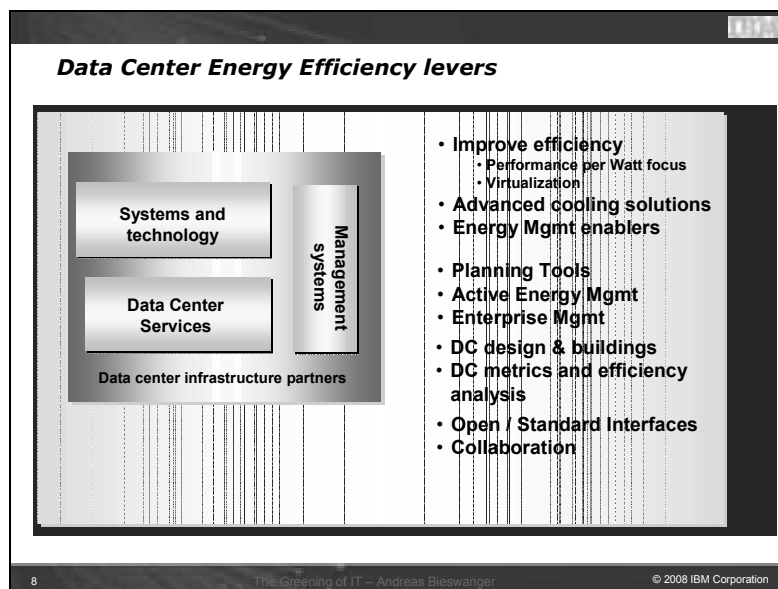 Data Center Energy Efficiency levers
Systems and
technology
Management
systems
Data Center
Services
Data center infrastructure partners
• Improve efficiency
• Performance per Watt focus
• Virtualization
• Advanced cooling solutions
• Energy Mgmt enablers
• Planning Tools
• Active Energy Mgmt
• Enterprise Mgmt
• DC design & buildings
• DC metrics and efficiency
analysis
• Open / Standard Interfaces
• Collaboration
8
The Greening of IT – Andreas Bieswanger
© 2008 IBM Corporation